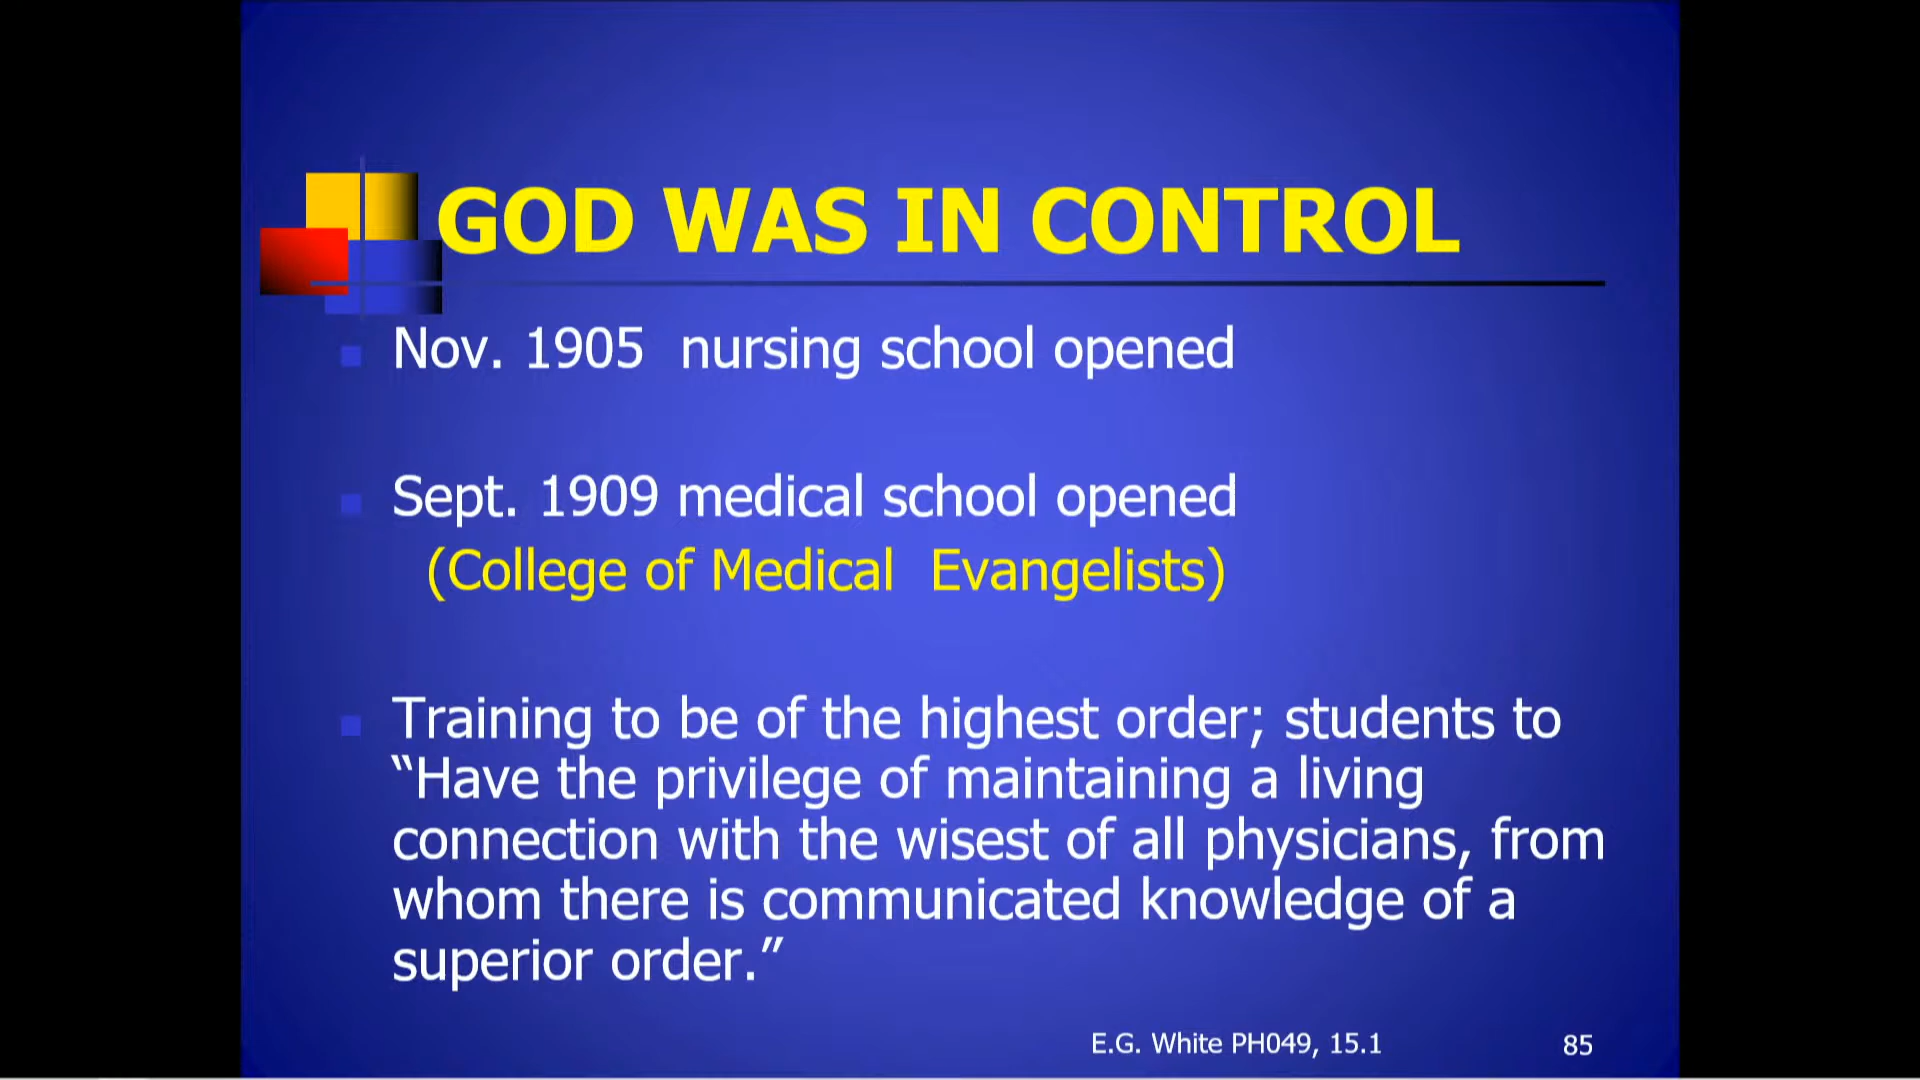 GOD WAS IN CONTROL
Nov. 1905  nursing school opened
Sept. 1909 medical school opened
(College of Medical  Evangelists)
Training to be of the highest order; students to
“Have the privilege of maintaining a living
connection with the wisest of all physicians, from
whom there is communicated knowledge of a
superior order.”
E.G. White PH049, 15.1
85